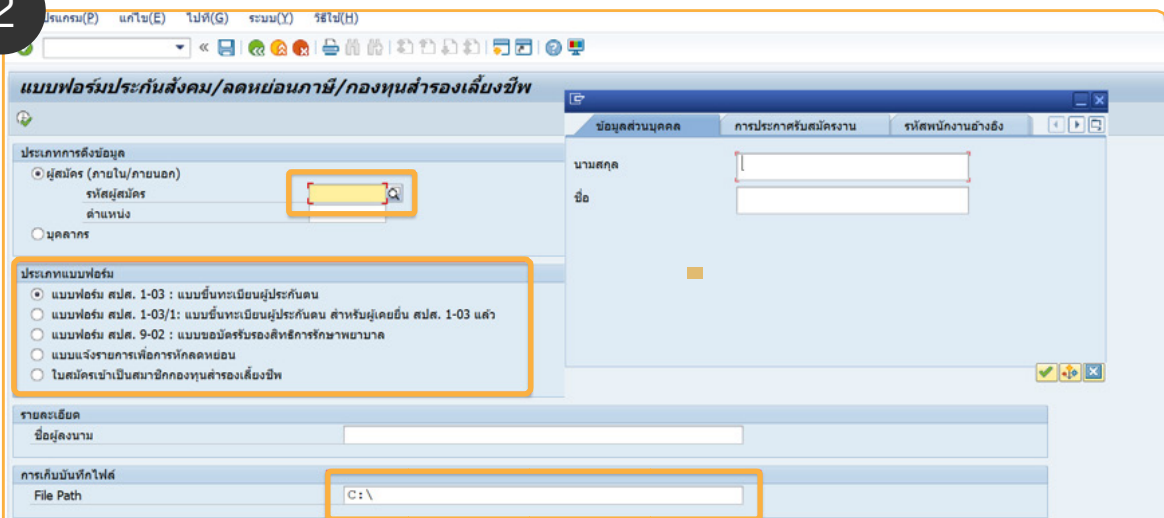 2
โปรแกรม(P) แก้ไข(E) ไปที่(G) ระบบ(Y) วิธีใช้(H)
แบบฟอร์มประกันสังคม/ลดหย่อนภาษี/กองทุนสำรองเลี้ยงชีพ
ข้อมูลส่วนบุคคล การประกาศรับสมัครงาน รหัสพนักงานอ้างอิง
ประเภทการดึงข้อมูล
ผู้สมัคร (ภายใน/ภายนอก)
นามสกุล
รหัสผู้สมัคร
ชื่อ
ตำแหน่ง
บุคลากร
ประเภทแบบฟอร์ม
แบบฟอร์ม สปส. 1-03 : แบบขึ้นทะเบียนผู้ประกันตน
แบบฟอร์ม สปส. 1-03/1: แบบขึ้นทะเบียนผู้ประกันตน สำหรับผู้เคยยื่น สปส. 1-03 แล้ว
แบบฟอร์ม สปส. 9-02 : แบบขอบัตรรับรองสิทธิการรักษาพยาบาล
แบบแจ้งรายการเพื่อการหักลดหย่อน
ใบสมัครเข้าเป็นสมาชิกกองทุนสำรองเลี้ยงชีพ
รายละเอียด
ชื่อผู้ลงนาม
การเก็บบันทึกไฟล์
File Path C:\